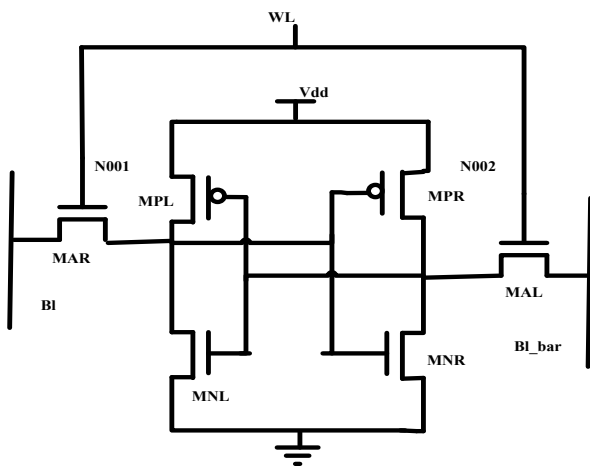 WL
Vdd
N001
N002
MPL
MPR
MAR
MAL
Bl
Bl_bar
MNL
MNR